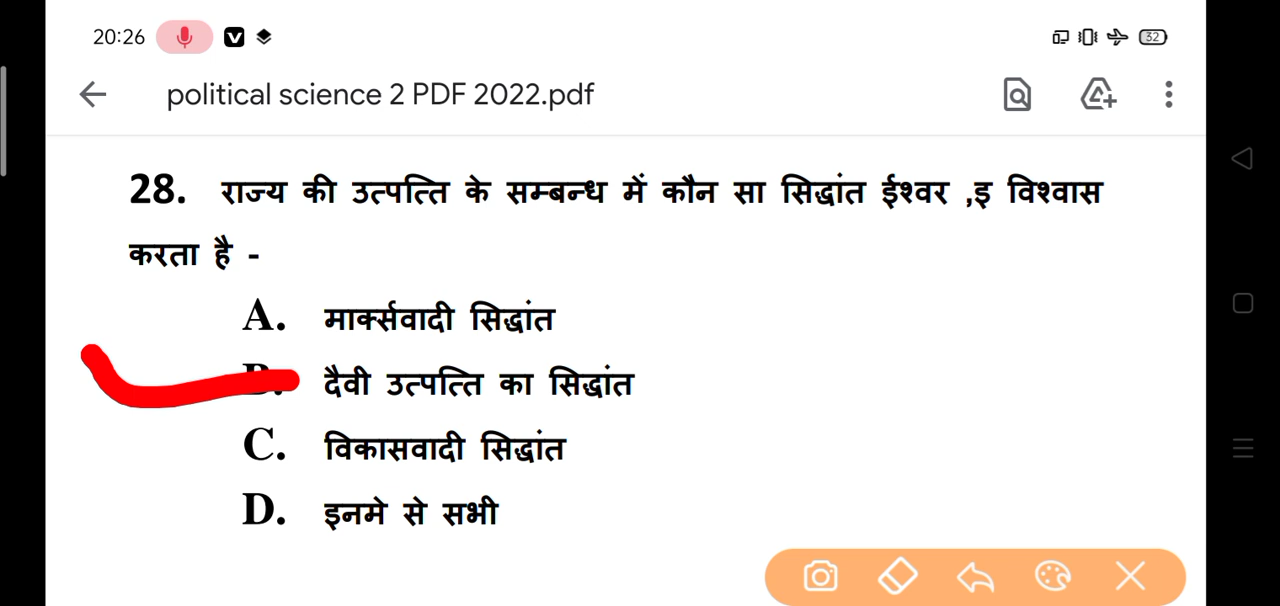 20:26 V 32
political science 2 PDF 2022.pdf
28. राज्य की उत्पत्ति के सम्बन्ध में कौन सा सिद्धांत ईश्वर ,इ विश्वास
करता है -
A. मार्क्सवादी सिद्धांत
B. दैवी उत्पत्ति का सिद्धांत
C. विकासवादी सिद्धांत
D. इनमे से सभी